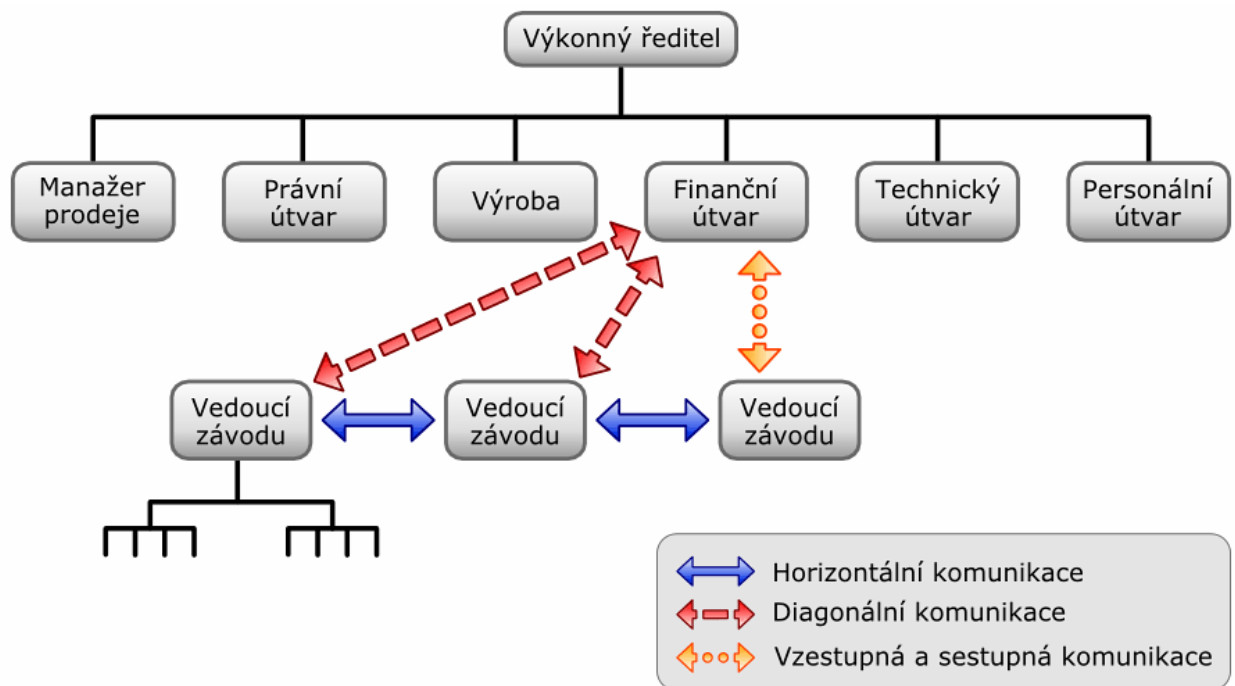 Výkonný ředitel
Manažer
prodeje
Právní
útvar
Výroba
Finanční
útvar
Technický
útvar
Personální
útvar
Vedoucí
závodu
Vedoucí
závodu
Vedoucí
závodu
Horizontální komunikace
Diagonální komunikace
Vzestupná a sestupná komunikace